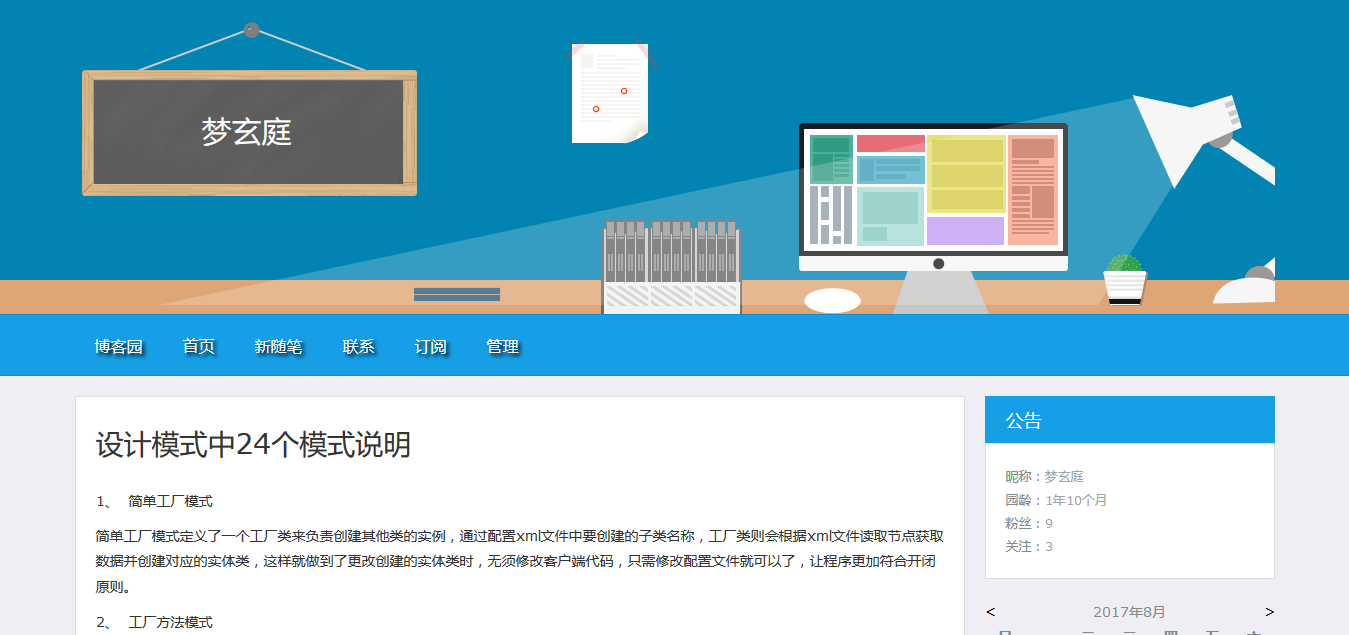 梦玄庭
博客园 首页 新随笔 联系 订阅 管理
设计模式中24个模式说明
1、 简单工厂模式
简单工厂模式定义了一个工厂类来负责创建其他类的实例，通过配置xml文件中要创建的子类名称，工厂类则会根据xml文件读取节点获取
数据并创建对应的实体类，这样就做到了更改创建的实体类时，无须修改客户端代码，只需修改配置文件就可以了，让程序更加符合开闭
原则。
2、 工厂方法模式
公告
昵称：梦玄庭
园龄：1年10个月
粉丝：9
关注：3
< 2017年8月 >